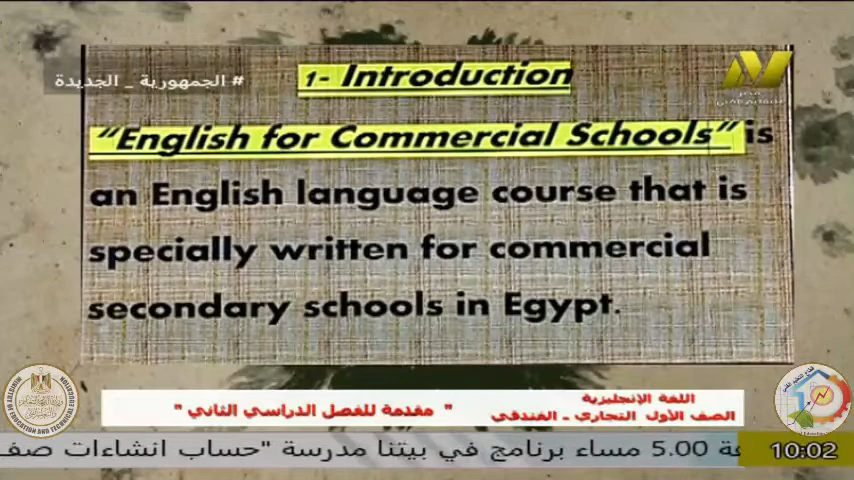 # الجمهورية _ الجديدة
1- Introduction
"English for Commercial Schools" is
an English language course that is
specially written for commercial
secondary schools in Egypt.
اللغة الإنجليزية
الصف الأول التجاري - الفندقى
" مقدمة للفصل الدراسي الثاني "
5.00 مساء برنامج في بيتنا مدرسة "حساب انشاءات
10:02